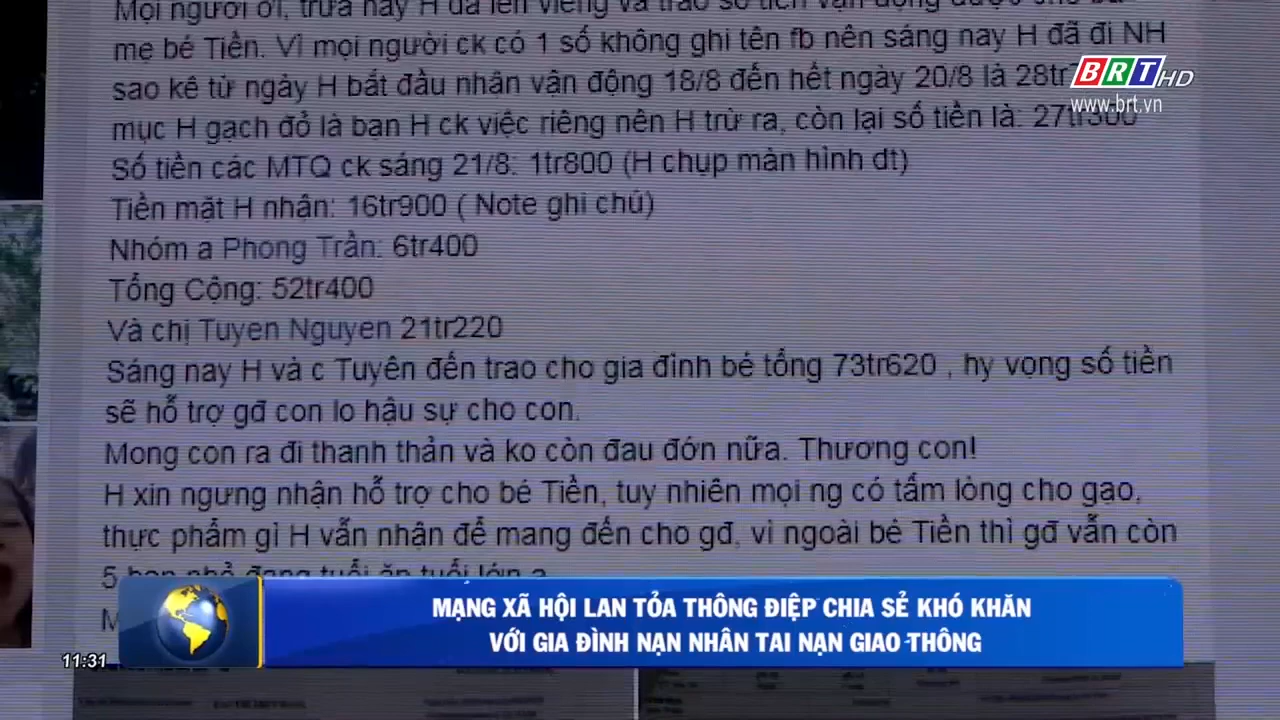 Mọi người ơi, trưa nay H đã lên viếng và trao số tiền vận động được cho
mẹ bé Tiền. Vì mọi người ck có 1 số không ghi tên fb nên sáng nay H đã đi NH
sao kê từ ngày H bắt đầu nhân vận động 18/8 đến hết ngày 20/8 là
BRT HD
www.brt.vn
mục H gạch đỏ là bạn H ck việc riêng nên H trừ ra, còn lại số tiền là: 27tr300
Số tiền các MTQ ck sáng 21/8: 1tr800 (H chụp màn hình đt)
Tiền mặt H nhận: 16tr900 ( Note ghi chú)
Nhóm a Phong Trần: 6tr400
Tổng Cộng: 52tr400
Và chị Tuyen Nguyen 21tr220
Sáng nay H và c Tuyên đến trao cho gia đình bé tổng 73tr620 , hy vọng số tiền
sẽ hỗ trợ gđ con lo hậu sự cho con.
Mong con ra đi thanh thản và ko còn đau đớn nữa. Thương con!
H xin ngưng nhận hỗ trợ cho bé Tiền, tuy nhiên mọi ng có tấm lòng cho gạo,
thực phẩm gì H vẫn nhận để mang đến cho gđ, vì ngoài bé Tiền thì gđ vẫn còn
5
MẠNG XÃ HỘI LAN TỎA THÔNG ĐIỆP CHIA SẺ KHÓ KHĂN
VỚI GIA ĐÌNH NẠN NHÂN TAI NẠN GIAO THÔNG
11:31